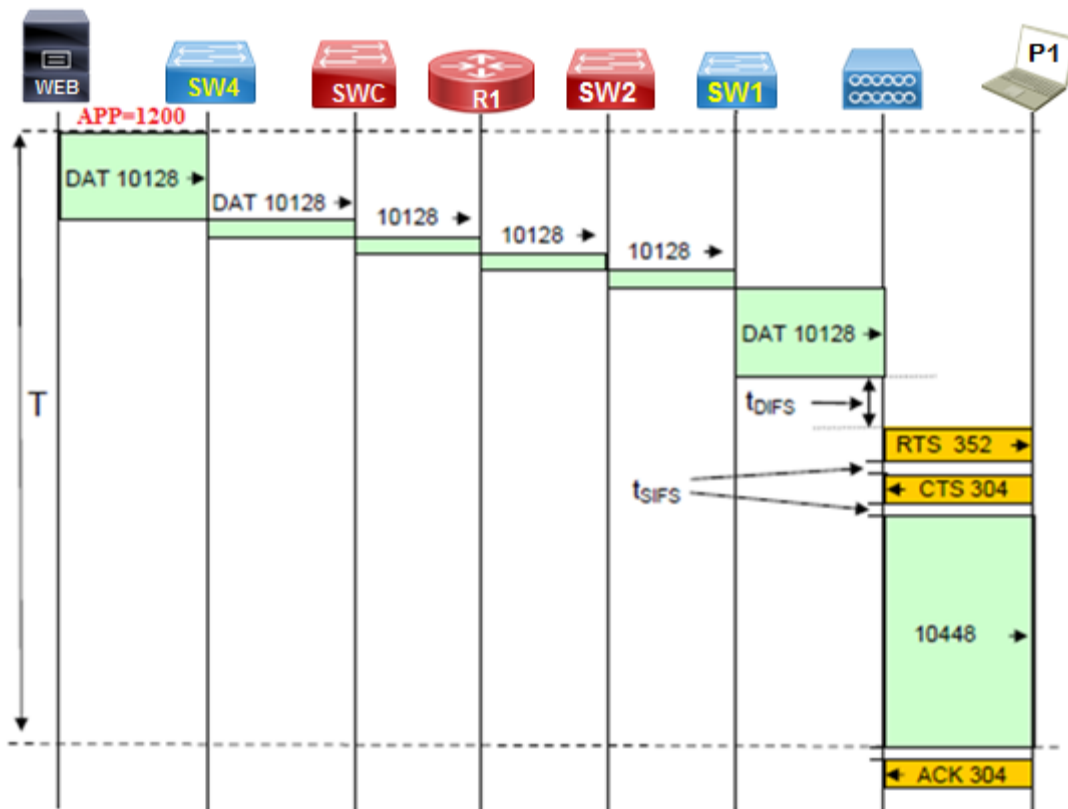 WEB
SW4
SWC
R1
SW2
SW1
P1
APP=1200
DAT 10128
DAT 10128
10128
10128
10128
DAT 10128
T
tDIFS
RTS 352
tSIFS
CTS 304
10448
ACK 304